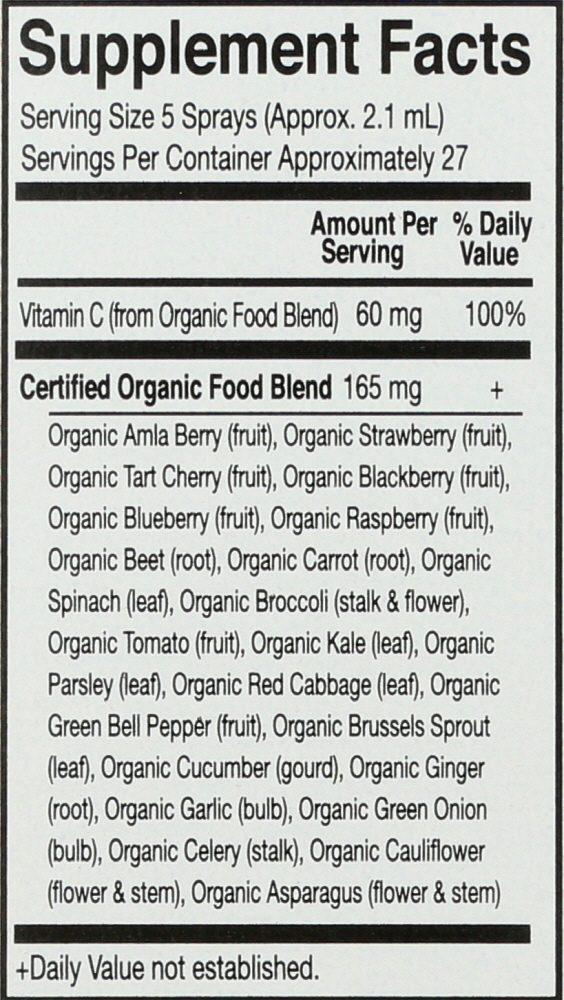 Supplement Facts
Serving Size 5 Sprays (Approx. 2.1 mL)
Servings Per Container Approximately 27
Amount Per Serving % Daily Value
Vitamin C (from Organic Food Blend) 60 mg 100%
Certified Organic Food Blend 165 mg +
Organic Amla Berry (fruit), Organic Strawberry (fruit),
Organic Tart Cherry (fruit), Organic Blackberry (fruit),
Organic Blueberry (fruit), Organic Raspberry (fruit),
Organic Beet (root), Organic Carrot (root), Organic
Spinach (leaf), Organic Broccoli (stalk & flower),
Organic Tomato (fruit), Organic Kale (leaf), Organic
Parsley (leaf), Organic Red Cabbage (leaf), Organic
Green Bell Pepper (fruit), Organic Brussels Sprout
(leaf), Organic Cucumber (gourd), Organic Ginger
(root), Organic Garlic (bulb), Organic Green Onion
(bulb), Organic Celery (stalk), Organic Cauliflower
(flower & stem), Organic Asparagus (flower & stem)
+Daily Value not established.